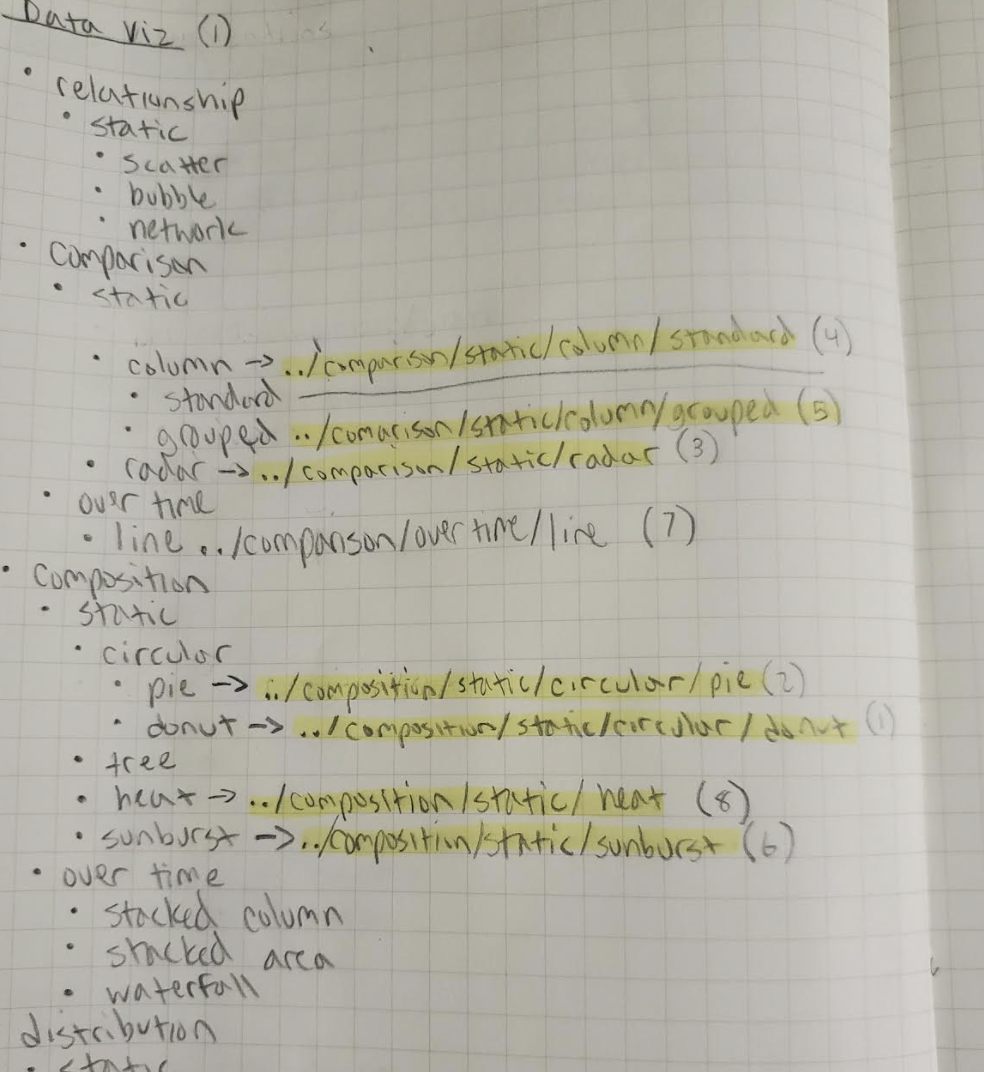 Data Viz (1)
• relationship
• static
• scatter
• bubble
• network
• comparison
• static
• column → ../comparison/static/column/standard (4)
• standard
• grouped ../comarison/static/column/grouped (5)
• radar → ../comparison/static/radar (3)
• over time
• line ../comparison/over time/line (7)
• composition
• static
• circular
• pie → ../composition/static/circular/pie (2)
• donut → ../composition/static/circular/donut (1)
• tree
• heat → ../composition/static/heat (8)
• sunburst → ../composition/static/sunburst (6)
• over time
• stacked column
• stacked area
• waterfall
distribution
• static